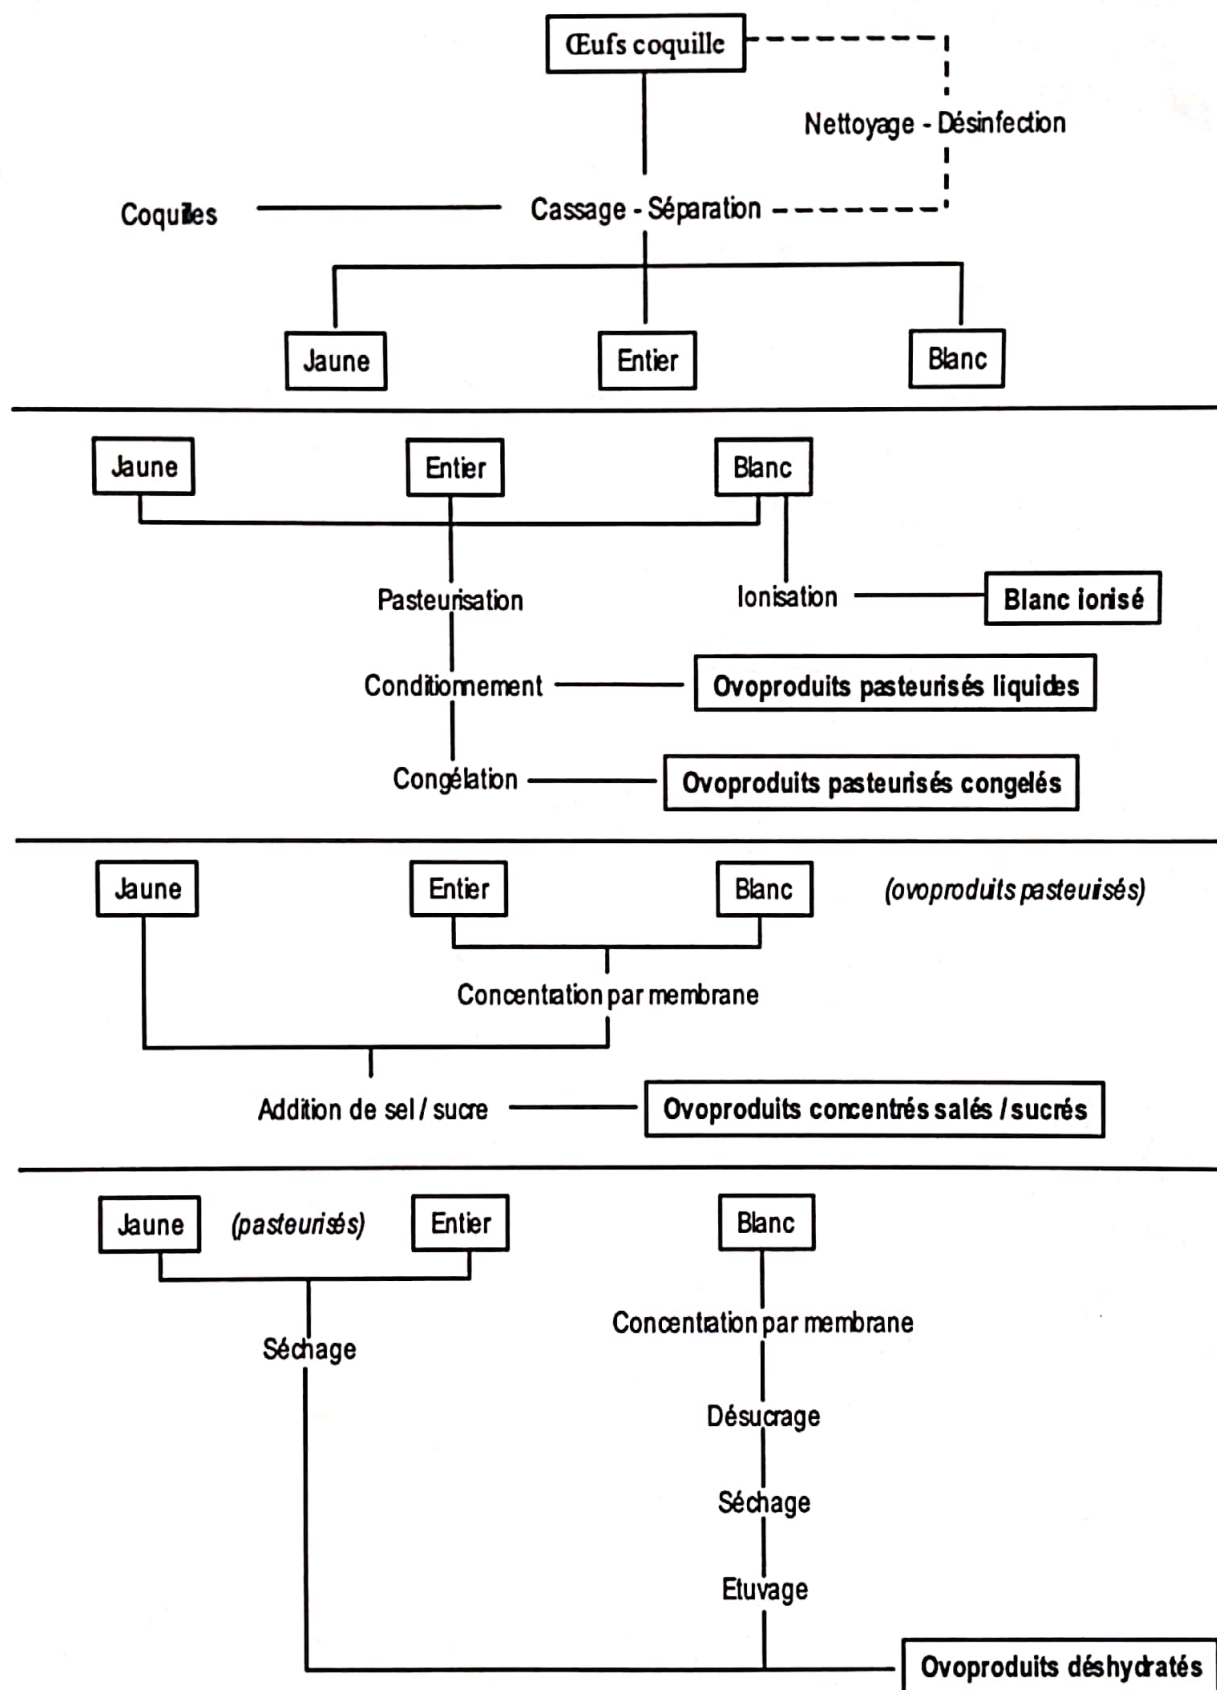 Œufs coquille
Nettoyage - Désinfection
Coquilles
Cassage - Séparation
Jaune
Entier
Blanc
Jaune
Entier
Blanc
Pasteurisation
Ionisation
Blanc ionisé
Conditionnement
Ovoproduits pasteurisés liquides
Congélation
Ovoproduits pasteurisés congelés
Jaune
Entier
Blanc
(ovoproduits pasteurisés)
Concentration par membrane
Addition de sel / sucre
Ovoproduits concentrés salés / sucrés
Jaune
(pasteurisés)
Entier
Blanc
Concentration par membrane
Séchage
Désucrage
Séchage
Etuvage
Ovoproduits déshydratés